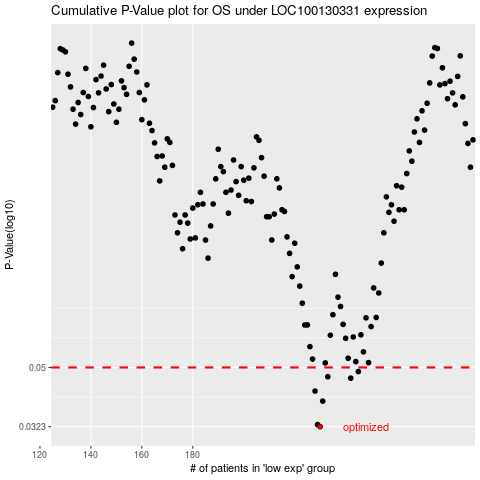 Cumulative P-Value plot for OS under LOC100130331 expression
P-Value(log10)
0.05
0.0323
optimized
120 140 160 180
# of patients in 'low exp' group